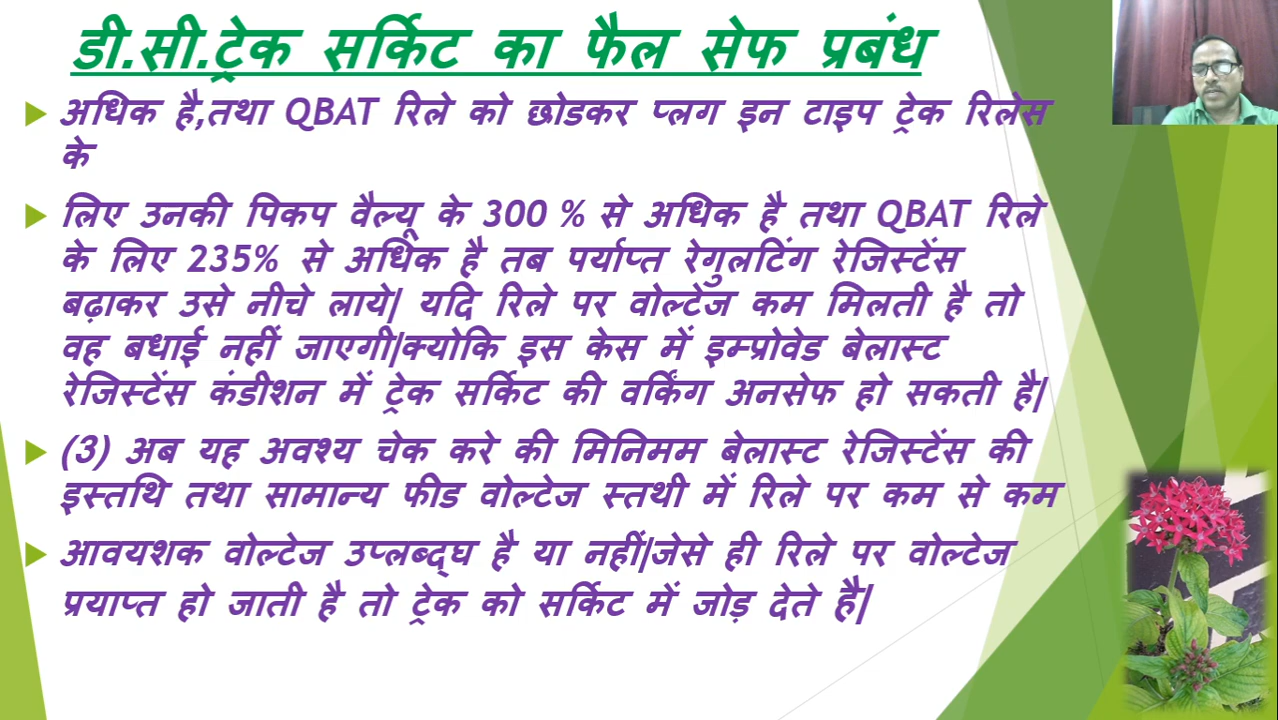 डी.सी.ट्रेक सर्किट का फैल सेफ प्रबंध
अधिक है,तथा QBAT रिले को छोडकर प्लग इन टाइप ट्रेक रिलेस
के
लिए उनकी पिकप वैल्यू के 300 % से अधिक है तथा QBAT रिले
के लिए 235% से अधिक है तब पर्याप्त रेगुलटिंग रेजिस्टेंस
बढ़ाकर उसे नीचे लाये| यदि रिले पर वोल्टेज कम मिलती है तो
वह बधाई नहीं जाएगी|क्योकि इस केस में इम्प्रोवेड बेलास्ट
रेजिस्टेंस कंडीशन में ट्रेक सर्किट की वर्किंग अनसेफ हो सकती है|
(3) अब यह अवश्य चेक करे की मिनिमम बेलास्ट रेजिस्टेंस की
इस्तथि तथा सामान्य फीड वोल्टेज स्तथी में रिले पर कम से कम
आवयशक वोल्टेज उप्लब्द्घ है या नहीं|जेसे ही रिले पर वोल्टेज
प्रयाप्त हो जाती है तो ट्रेक को सर्किट में जोड़ देते है|